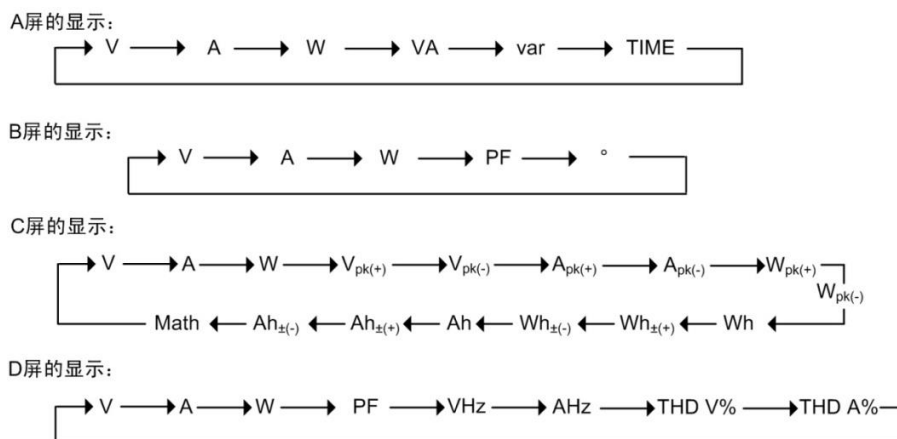 A屏的显示：
V A W VA var TIME
B屏的显示：
V A W PF °
C屏的显示：
V A W Vpk(+) Vpk(-) Apk(+) Apk(-) Wpk(+)
Wpk(-)
Math Ah±(-) Ah±(+) Ah Wh±(-) Wh±(+) Wh
D屏的显示：
V A W PF VHz AHz THD V% THD A%